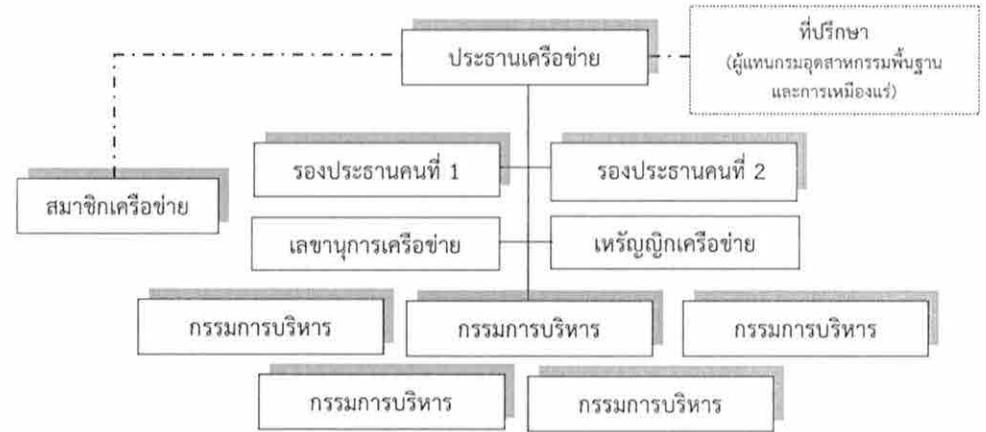 ประธานเครือข่าย
ที่ปรึกษา
(ผู้แทนกรมอุตสาหกรรมพื้นฐาน
และการเหมืองแร่)
รองประธานคนที่ 1
รองประธานคนที่ 2
สมาชิกเครือข่าย
เลขานุการเครือข่าย
เหรัญญิกเครือข่าย
กรรมการบริหาร
กรรมการบริหาร
กรรมการบริหาร
กรรมการบริหาร
กรรมการบริหาร